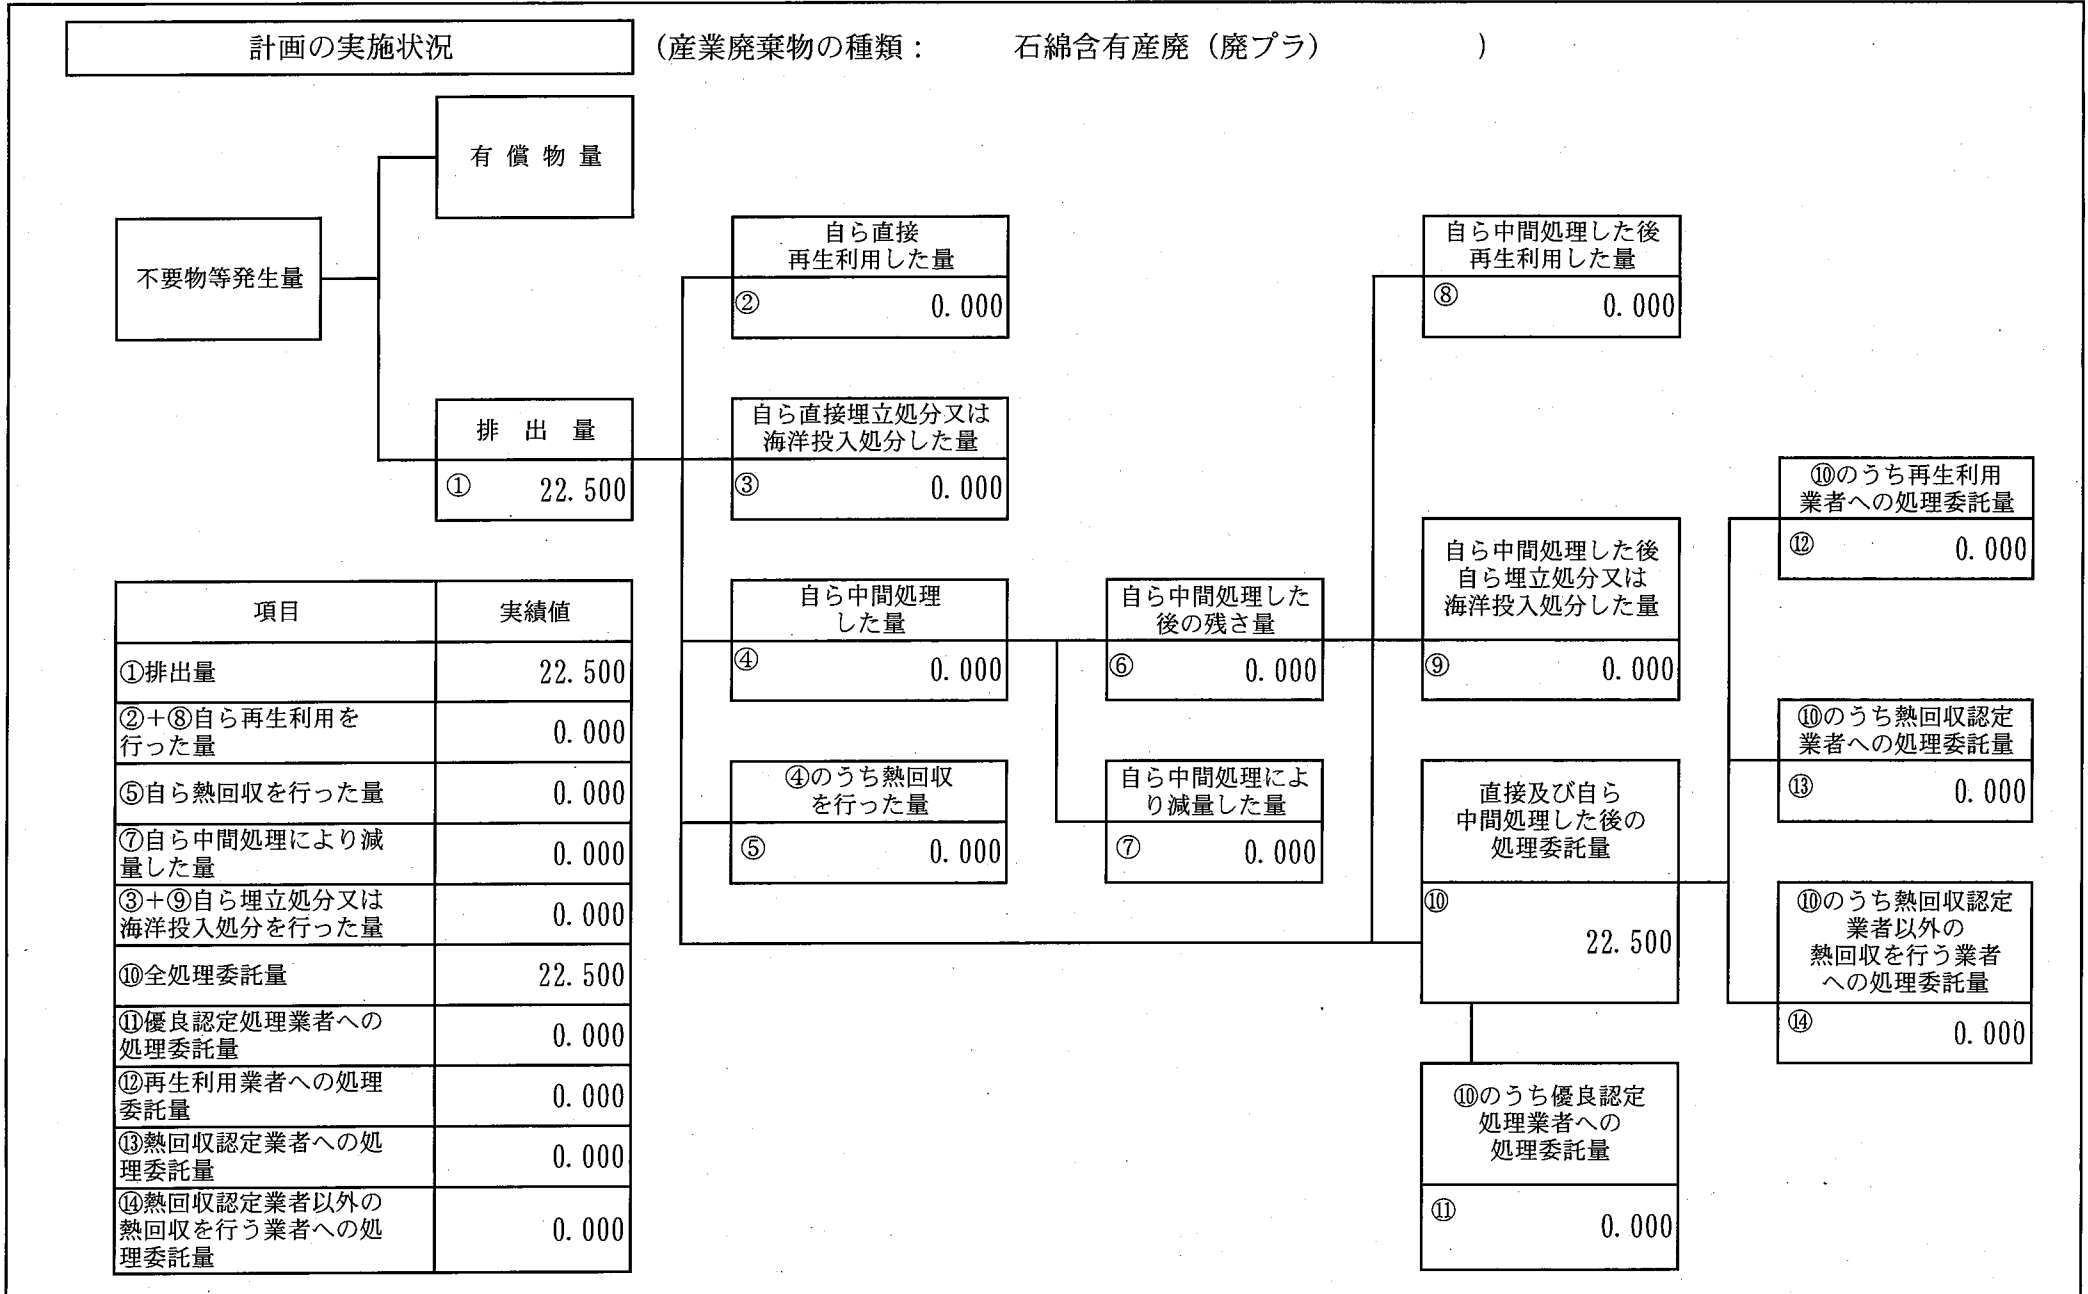 計画の実施状況
(産業廃棄物の種類： 石綿含有産廃（廃プラ） )
有償物量
不要物等発生量
排出量
① 22.500
自ら直接
再生利用した量
② 0.000
自ら直接埋立処分又は
海洋投入処分した量
③ 0.000
自ら中間処理
した量
④ 0.000
④のうち熱回収
を行った量
⑤ 0.000
自ら中間処理した
後の残さ量
⑥ 0.000
自ら中間処理によ
り減量した量
⑦ 0.000
自ら中間処理した後
再生利用した量
⑧ 0.000
自ら中間処理した後
自ら埋立処分又は
海洋投入処分した量
⑨ 0.000
直接及び自ら
中間処理した後の
処理委託量
⑩
22.500
⑩のうち優良認定
処理業者への
処理委託量
⑪ 0.000
⑩のうち再生利用
業者への処理委託量
⑫ 0.000
⑩のうち熱回収認定
業者への処理委託量
⑬ 0.000
⑩のうち熱回収認定
業者以外の
熱回収を行う業者
への処理委託量
⑭ 0.000
項目 実績値
①排出量 22.500
②＋⑧自ら再生利用を
行った量 0.000
⑤自ら熱回収を行った量 0.000
⑦自ら中間処理により減
量した量 0.000
③＋⑨自ら埋立処分又は
海洋投入処分を行った量 0.000
⑩全処理委託量 22.500
⑪優良認定処理業者への
処理委託量 0.000
⑫再生利用業者への処理
委託量 0.000
⑬熱回収認定業者への処
理委託量 0.000
⑭熱回収認定業者以外の
熱回収を行う業者への処
理委託量 0.000